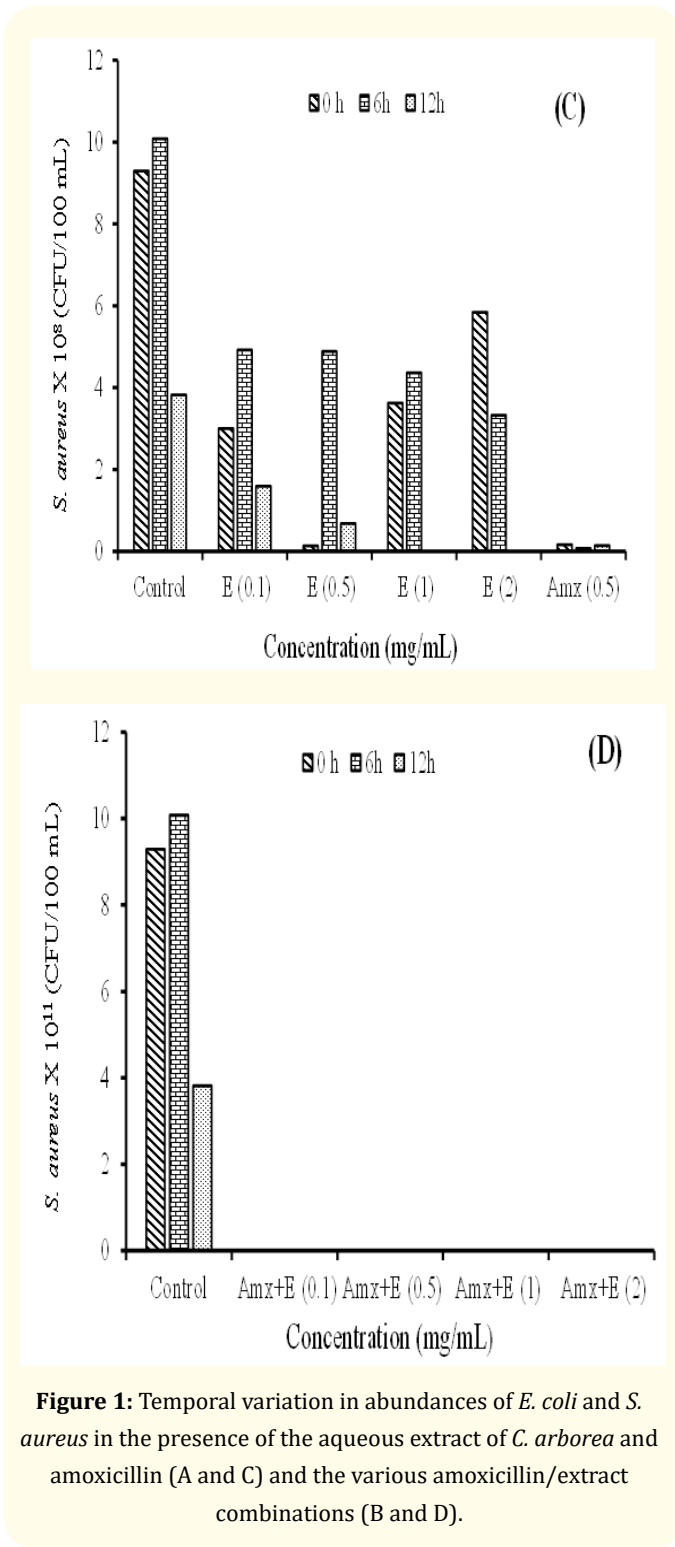 12
10
8
6
4
2
0
0 h 6h 12h
(C)
S. aureus X 10⁸ (CFU/100 mL)
Control E (0.1) E (0.5) E (1) E (2) Amx (0.5)
Concentration (mg/mL)
12
10
8
6
4
2
0
0 h 6h 12h
(D)
S. aureus X 10¹¹ (CFU/100 mL)
Control Amx+E (0.1) Amx+E (0.5) Amx+E (1) Amx+E (2)
Concentration (mg/mL)
Figure 1: Temporal variation in abundances of E. coli and S.
aureus in the presence of the aqueous extract of C. arborea and
amoxicillin (A and C) and the various amoxicillin/extract
combinations (B and D).